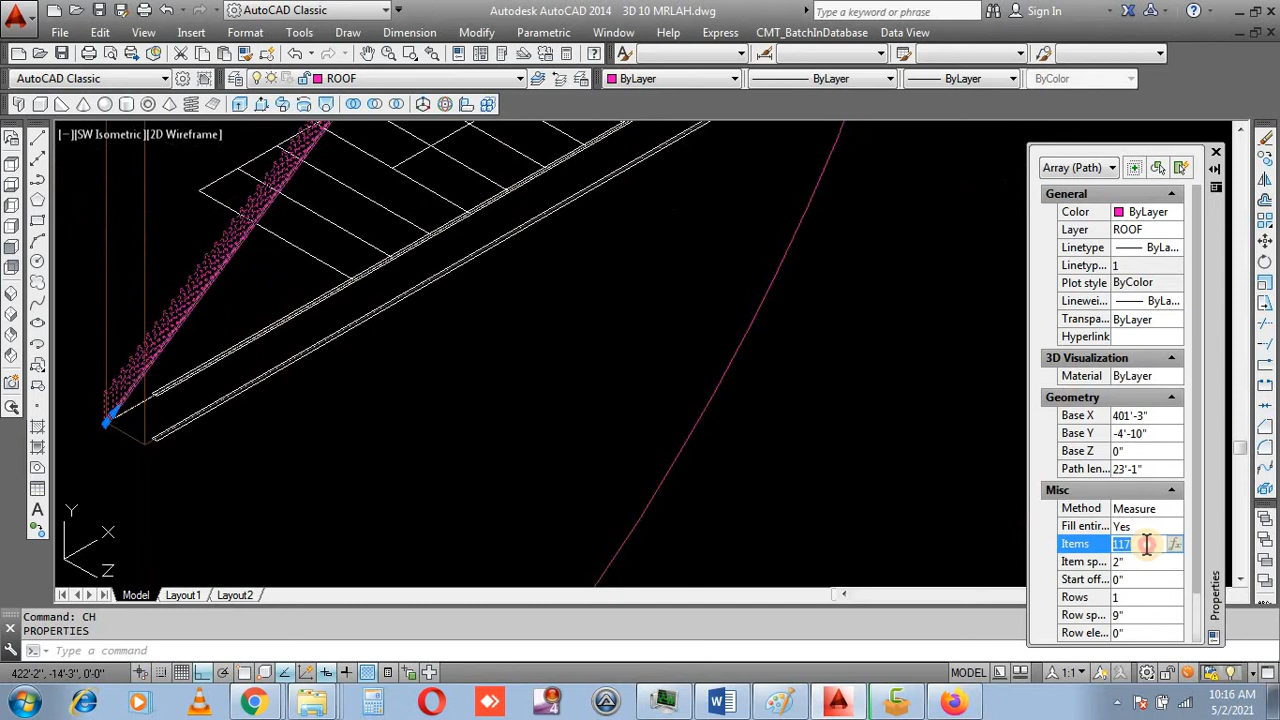 AutoCAD Classic
Autodesk AutoCAD 2014 3D 10 MRLAH.dwg
Type a keyword or phrase
Sign In
File Edit View Insert Format Tools Draw Dimension Modify Parametric Window Help Express CMT_BatchInDatabase Data View
AutoCAD Classic
ROOF
ByLayer
ByLayer
ByLayer
ByColor
[−][SW Isometric][2D Wireframe]
Array (Path)
General
Color ByLayer
Layer ROOF
Linetype ByLa...
Linetyp... 1
Plot style ByColor
Linewei... ByLa...
Transpa... ByLayer
Hyperlink
3D Visualization
Material ByLayer
Geometry
Base X 401'-3"
Base Y -4'-10"
Base Z 0"
Path len... 23'-1"
Misc
Method Measure
Fill entir... Yes
Items 117
Item sp... 2"
Start off... 0"
Rows 1
Row sp... 9"
Row ele... 0"
Properties
Y
X
Z
Model Layout1 Layout2
Command: CH
PROPERTIES
Type a command
422'-2", -14'-3", 0'-0"
MODEL
1:1
10:16 AM
5/2/2021